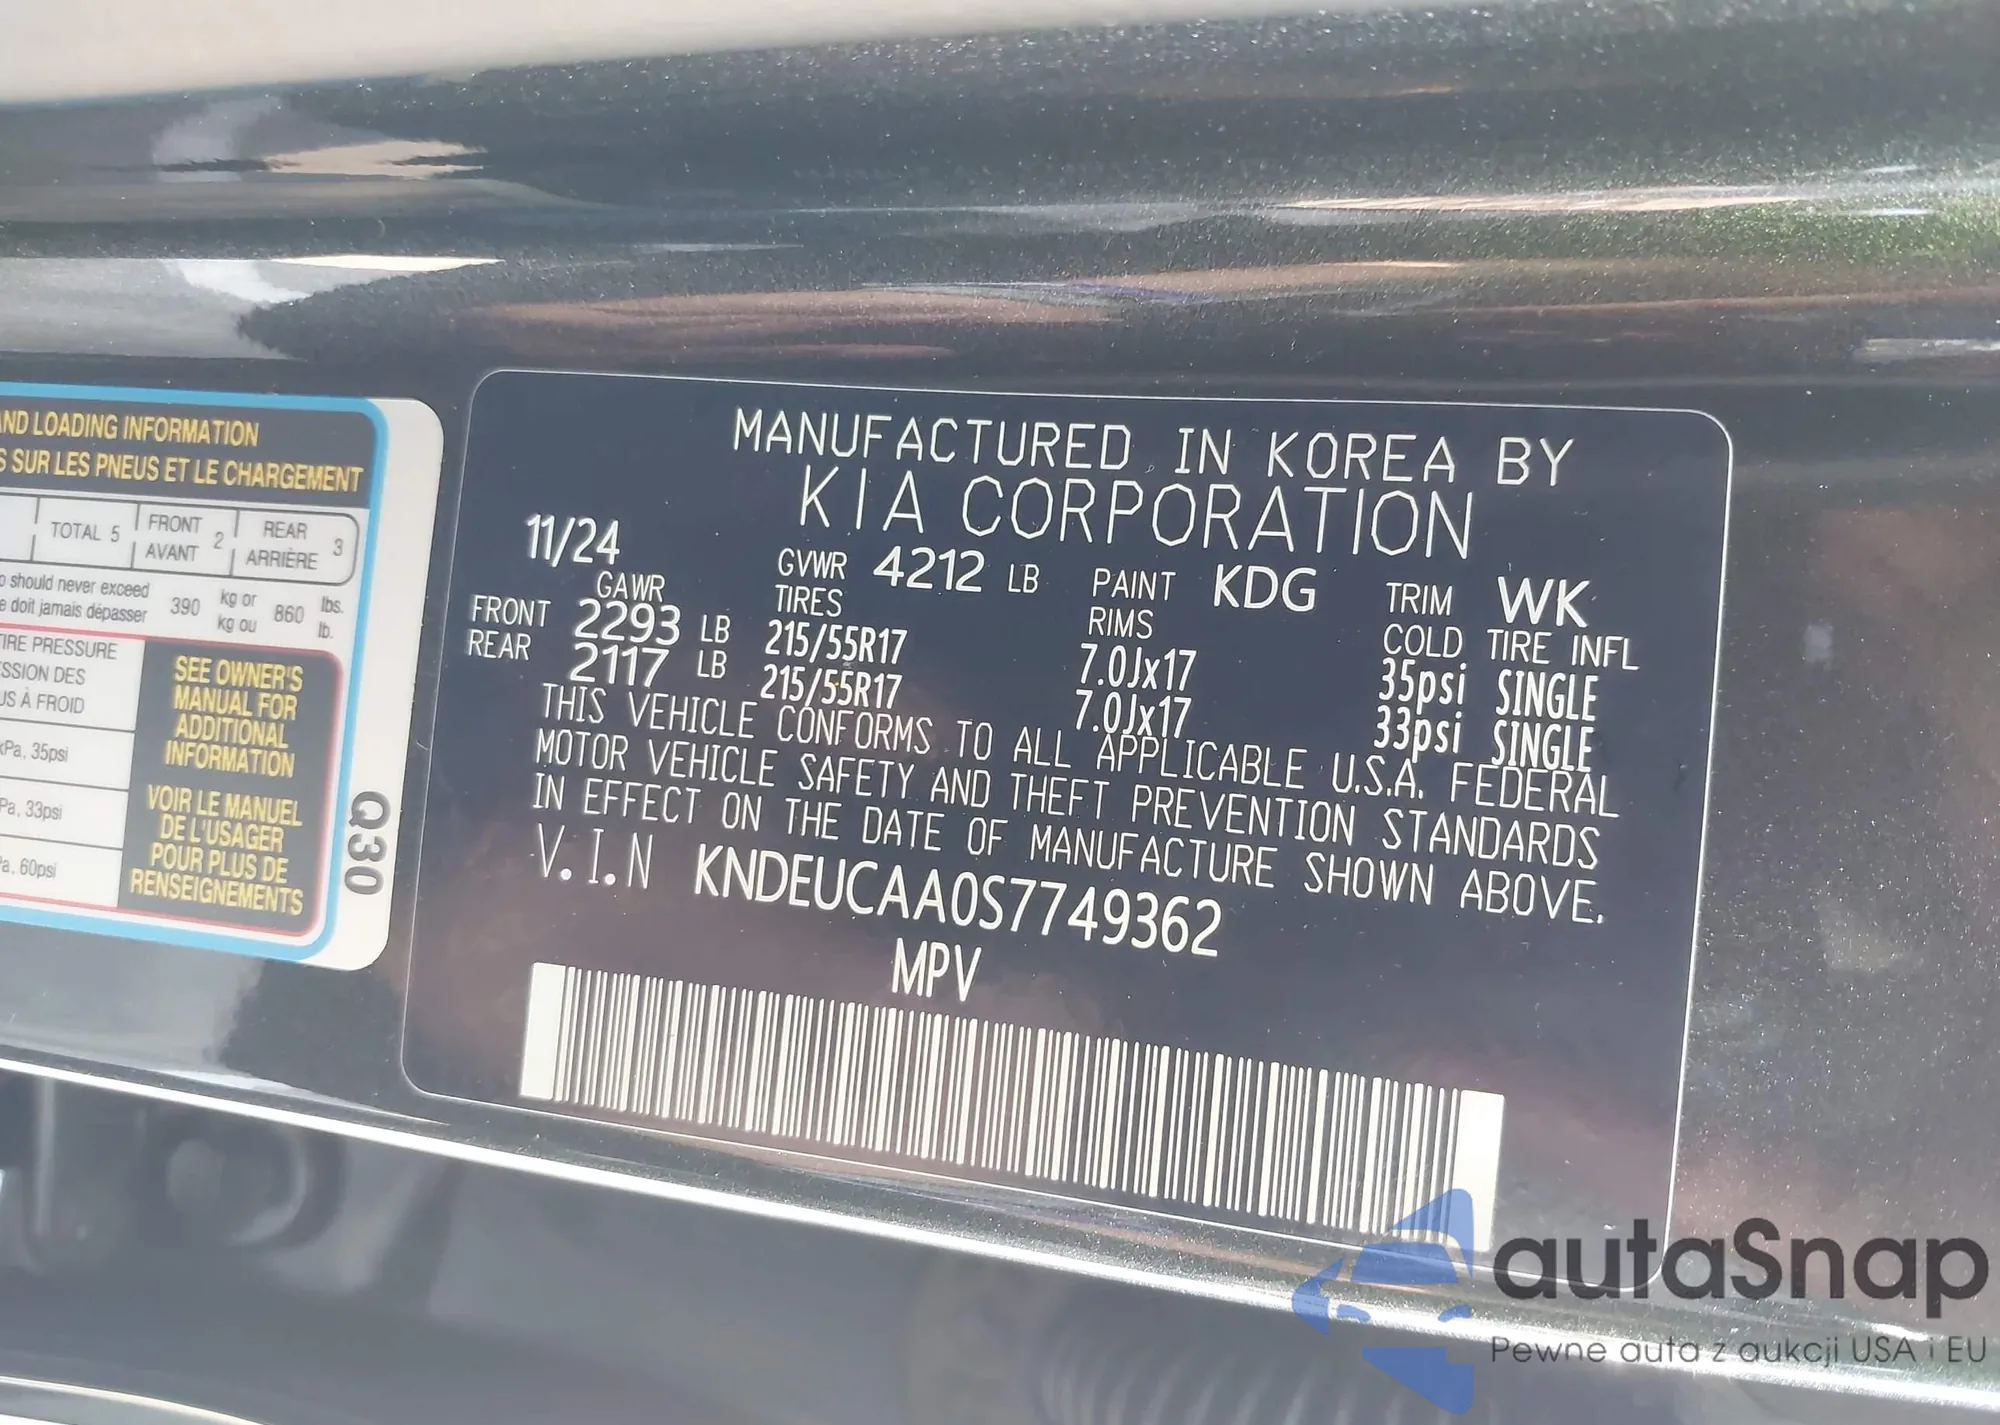 AND LOADING INFORMATION
S SUR LES PNEUS ET LE CHARGEMENT
TOTAL 5
FRONT
AVANT
2
REAR
ARRIÈRE
3
should never exceed
doit jamais dépasser
390
kg or
kg ou
860
lbs.
lb.
TIRE PRESSURE
SSION DES
US À FROID
kPa, 35psi
Pa, 33psi
a, 60psi
SEE OWNER'S
MANUAL FOR
ADDITIONAL
INFORMATION
VOIR LE MANUEL
DE L'USAGER
POUR PLUS DE
RENSEIGNEMENTS
Q30
MANUFACTURED IN KOREA BY
KIA CORPORATION
11/24
GVWR 4212 LB PAINT KDG TRIM WK
GAWR TIRES RIMS COLD TIRE INFL
FRONT 2293 LB 215/55R17 7.0Jx17 35psi SINGLE
REAR 2117 LB 215/55R17 7.0Jx17 33psi SINGLE
THIS VEHICLE CONFORMS TO ALL APPLICABLE U.S.A. FEDERAL
MOTOR VEHICLE SAFETY AND THEFT PREVENTION STANDARDS
IN EFFECT ON THE DATE OF MANUFACTURE SHOWN ABOVE.
V.I.N KNDEUCAA0S7749362
MPV
autaSnap
Pewne auta z aukcji USA i EU